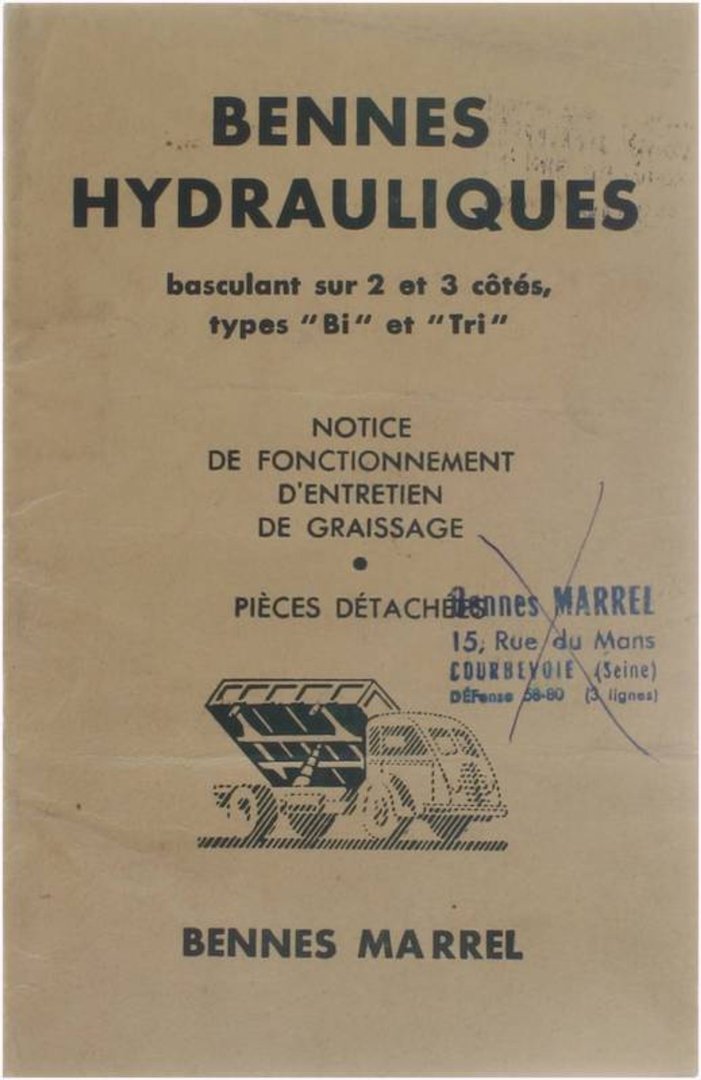 BENNES
HYDRAULIQUES
basculant sur 2 et 3 côtés,
types "Bi" et "Tri"
NOTICE
DE FONCTIONNEMENT
D'ENTRETIEN
DE GRAISSAGE
•
PIÈCES DÉTACHÉES
Bennes MARREL
15, Rue du Mans
COURBEVOIE (Seine)
DÉFense 58-80 (3 lignes)
BENNES MARREL